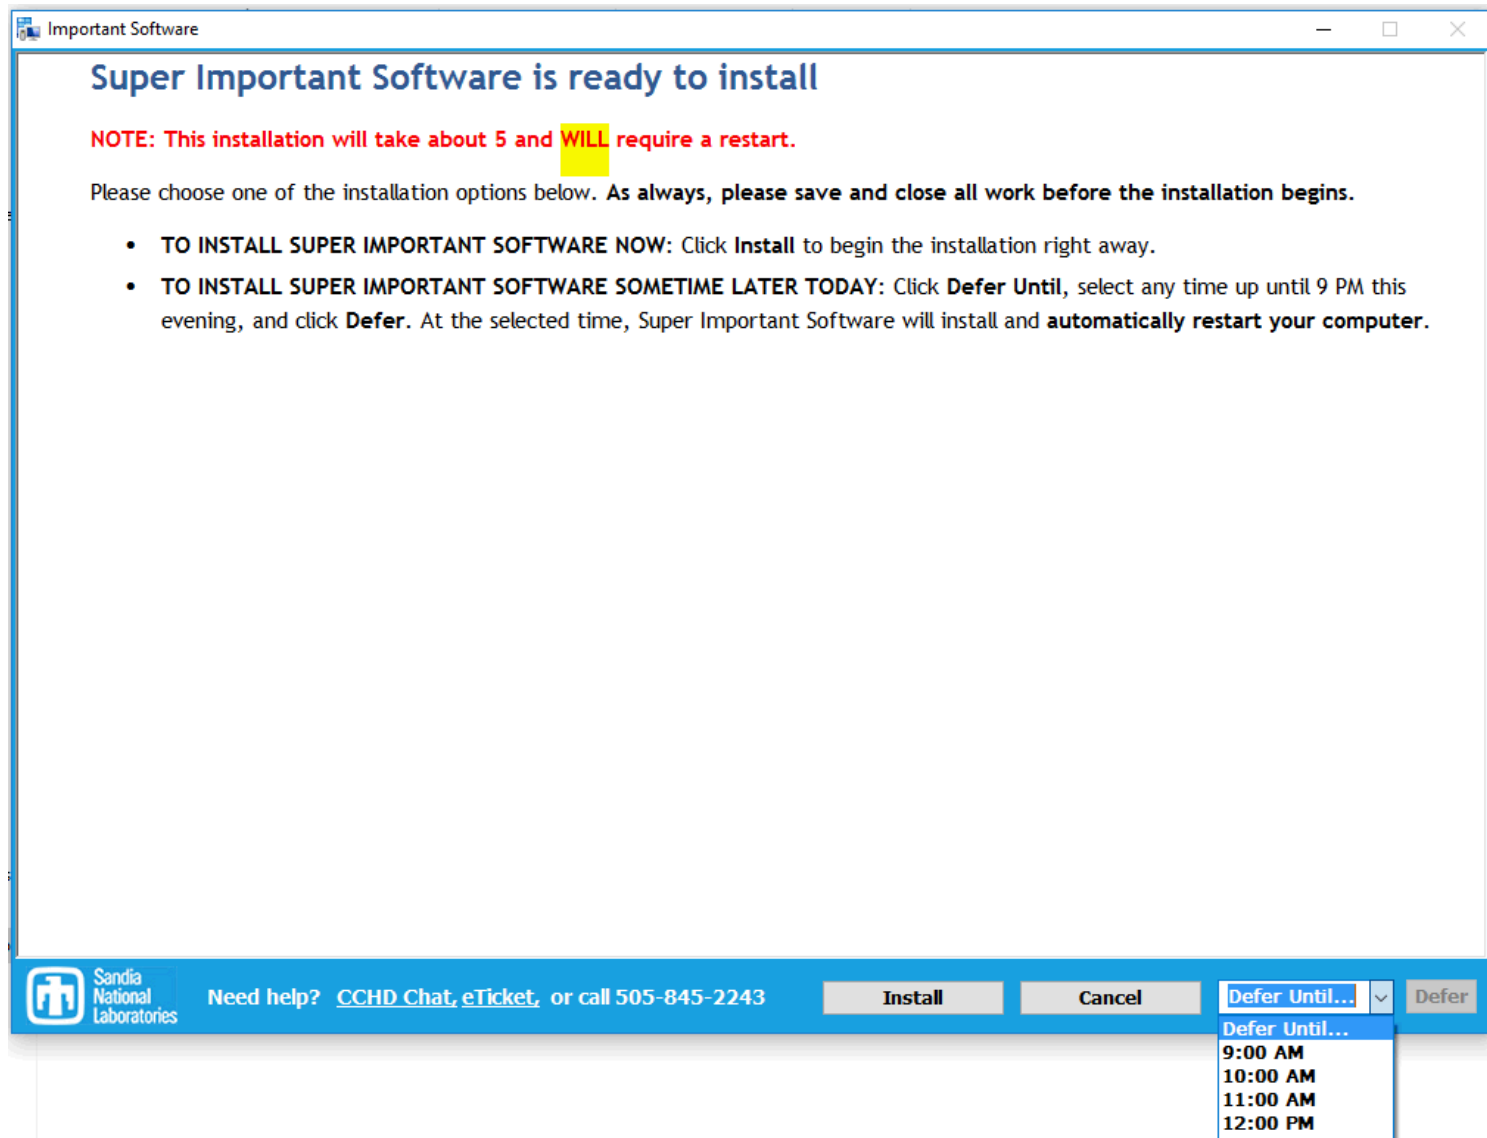 Important Software
Super Important Software is ready to install
NOTE: This installation will take about 5 and WILL require a restart.
Please choose one of the installation options below. As always, please save and close all work before the installation begins.
• TO INSTALL SUPER IMPORTANT SOFTWARE NOW: Click Install to begin the installation right away.
• TO INSTALL SUPER IMPORTANT SOFTWARE SOMETIME LATER TODAY: Click Defer Until, select any time up until 9 PM this
evening, and click Defer. At the selected time, Super Important Software will install and automatically restart your computer.
Sandia
National
Laboratories
Need help? CCHD Chat, eTicket, or call 505-845-2243
Install
Cancel
Defer Until...
Defer
Defer Until...
9:00 AM
10:00 AM
11:00 AM
12:00 PM